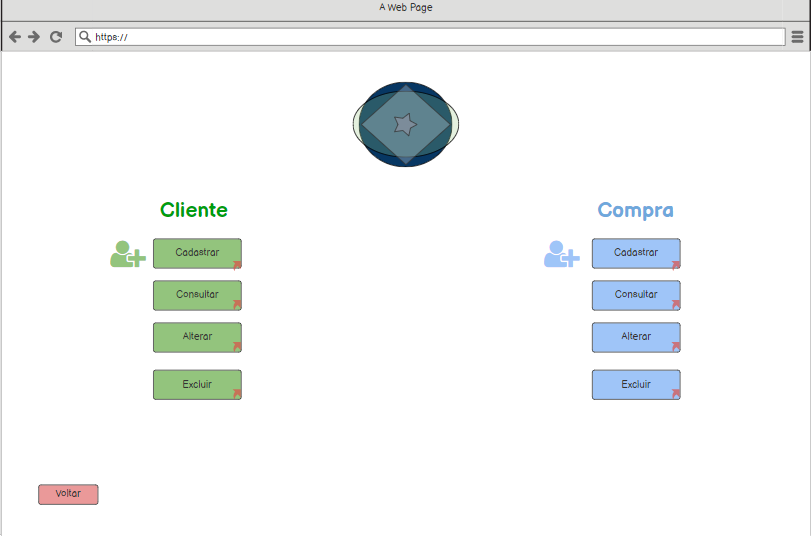 A Web Page
https://
Cliente
Compra
Cadastrar
Cadastrar
Consultar
Consultar
Alterar
Alterar
Excluir
Excluir
Voltar